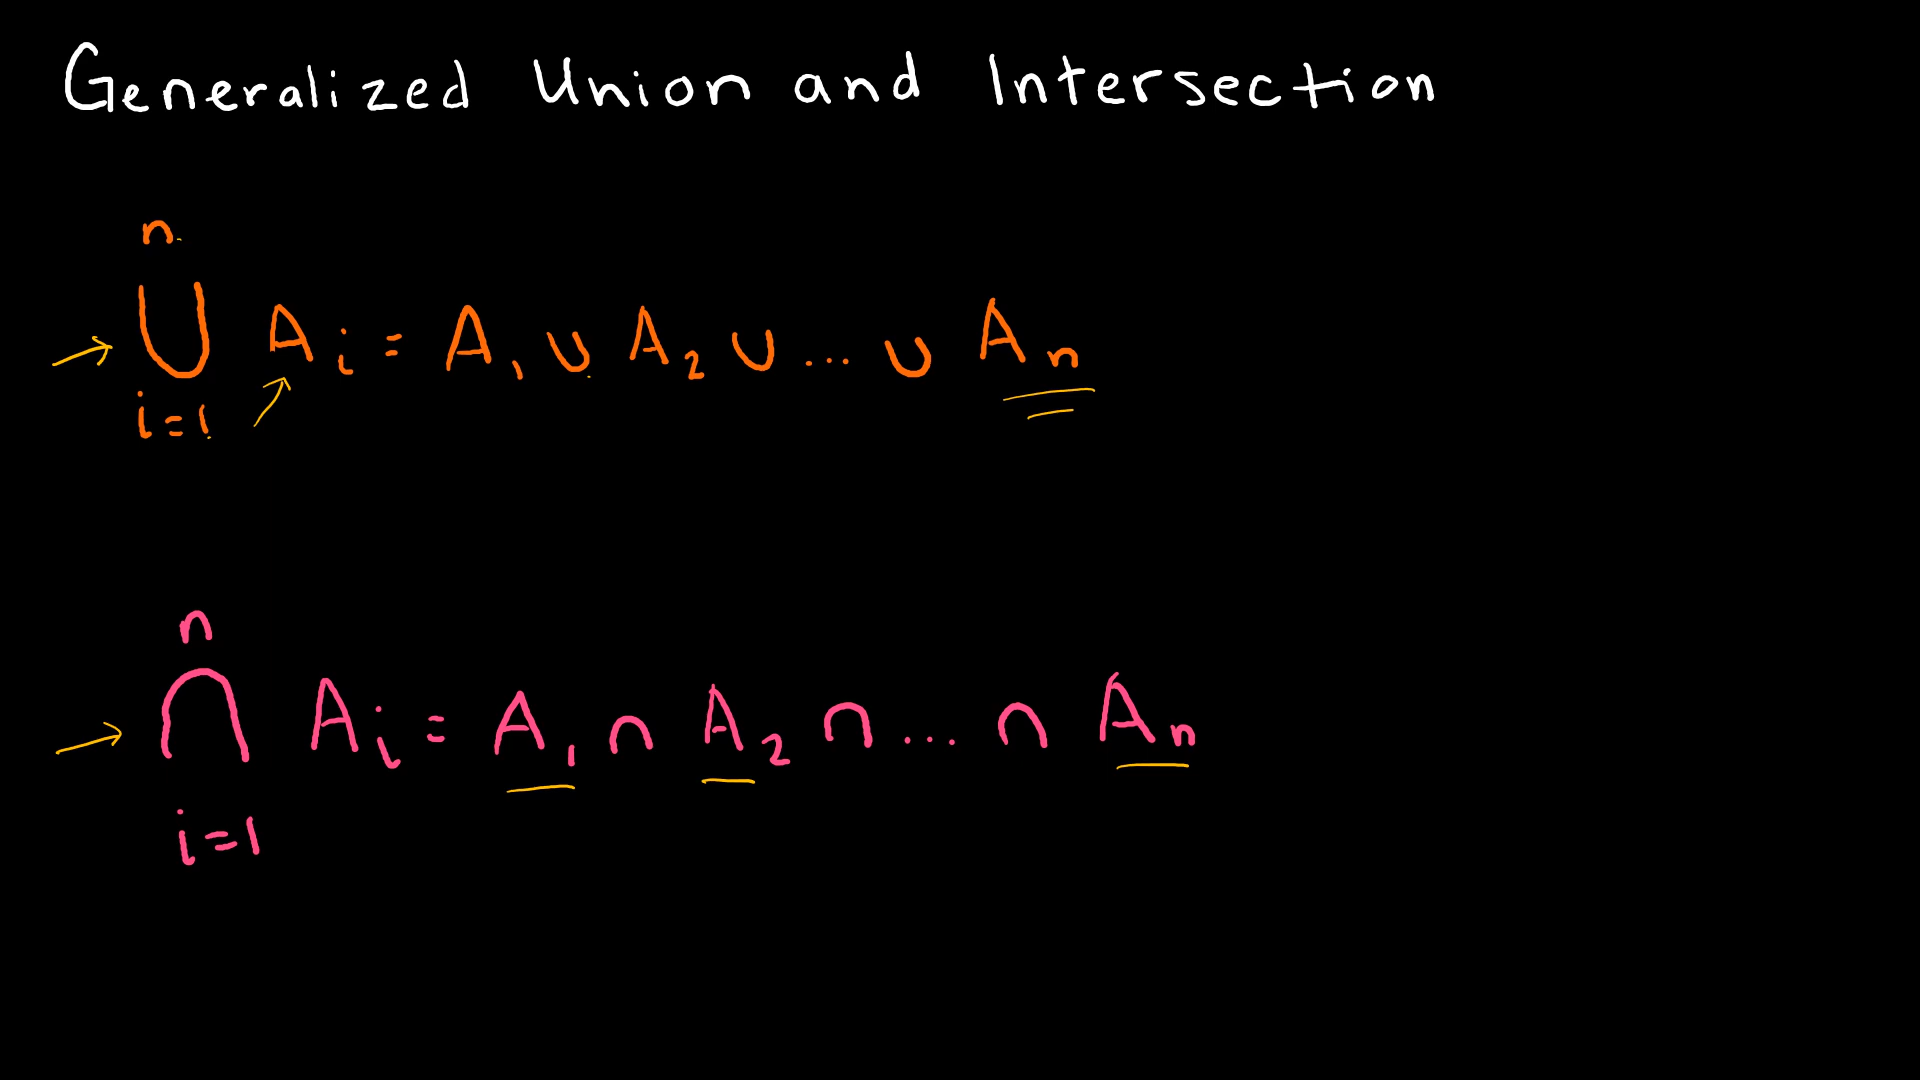 Generalized Union and Intersection
n
⋃ Aᵢ = A₁ ∪ A₂ ∪ ... ∪ Aₙ
i=1
n
⋂ Aᵢ = A₁ ∩ A₂ ∩ ... ∩ Aₙ
i=1